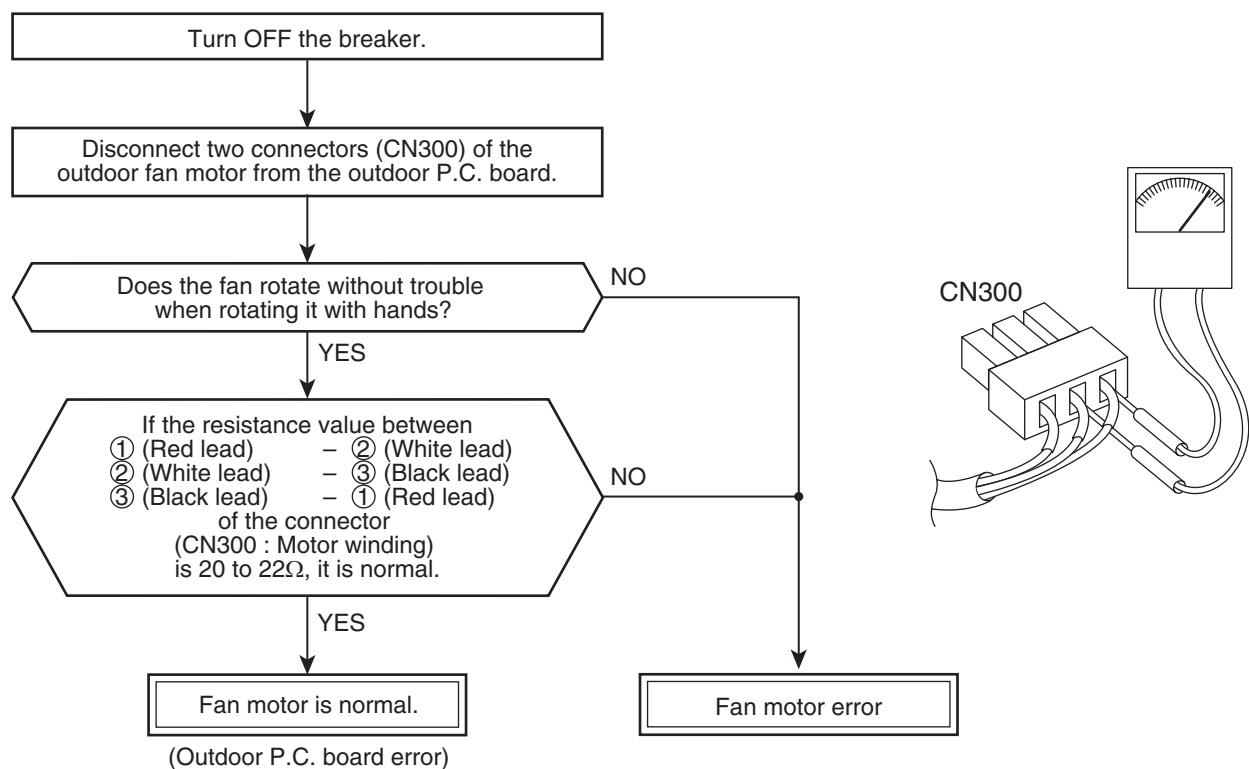 Turn OFF the breaker.
Disconnect two connectors (CN300) of the
outdoor fan motor from the outdoor P.C. board.
Does the fan rotate without trouble
when rotating it with hands?
NO
YES
CN300
If the resistance value between
① (Red lead) – ② (White lead)
② (White lead) – ③ (Black lead)
③ (Black lead) – ① (Red lead)
of the connector
(CN300 : Motor winding)
is 20 to 22Ω, it is normal.
NO
YES
Fan motor is normal.
(Outdoor P.C. board error)
Fan motor error